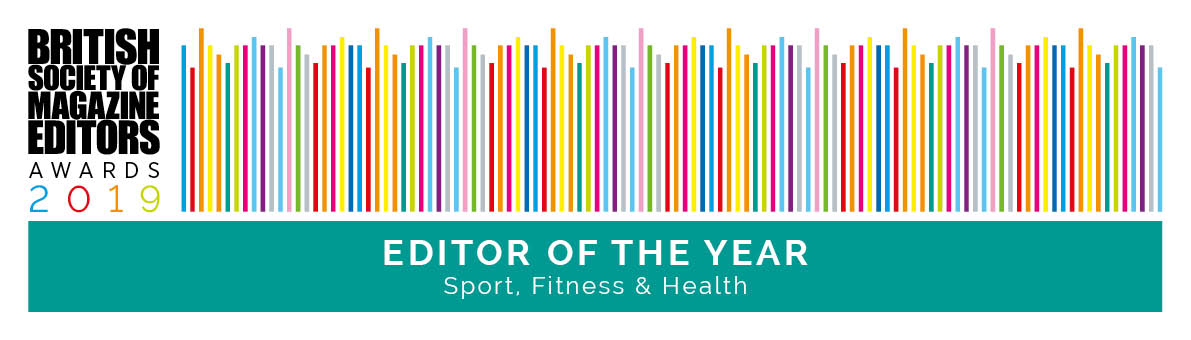 BRITISH
SOCIETY OF
MAGAZINE
EDITORS
AWARDS
2019
EDITOR OF THE YEAR
Sport, Fitness & Health